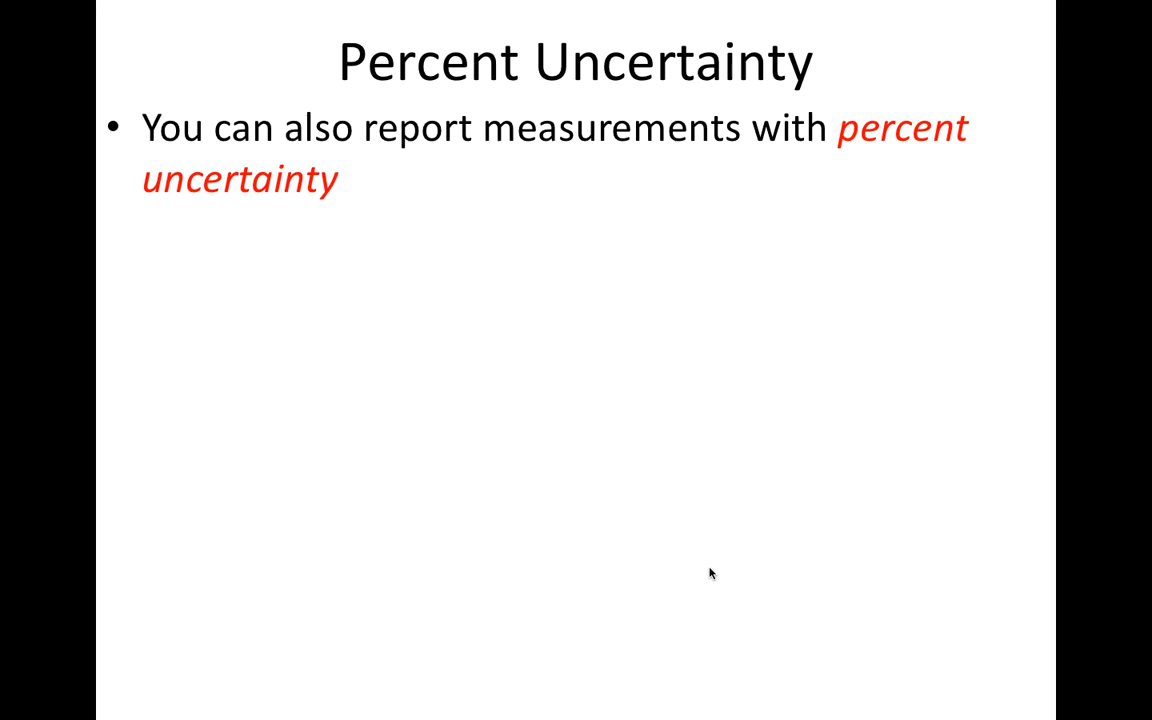 Percent Uncertainty
• You can also report measurements with percent
uncertainty